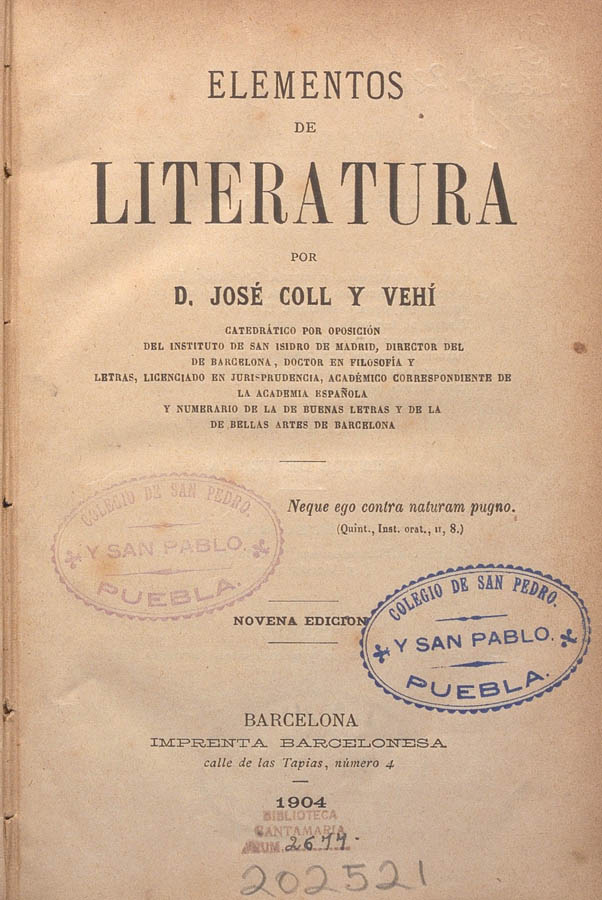 ELEMENTOS
DE
LITERATURA
POR
D. JOSÉ COLL Y VEHÍ
CATEDRÁTICO POR OPOSICIÓN
DEL INSTITUTO DE SAN ISIDRO DE MADRID, DIRECTOR DEL
DE BARCELONA, DOCTOR EN FILOSOFÍA Y
LETRAS, LICENCIADO EN JURISPRUDENCIA, ACADÉMICO CORRESPONDIENTE DE
LA ACADEMIA ESPAÑOLA
Y NUMERARIO DE LA DE BUENAS LETRAS Y DE LA
DE BELLAS ARTES DE BARCELONA
Neque ego contra naturam pugno.
(Quint., Inst. orat., II, 8.)
COLEGIO DE SAN PEDRO.
Y SAN PABLO.
PUEBLA.
NOVENA EDICION
COLEGIO DE SAN PEDRO.
Y SAN PABLO.
PUEBLA.
BARCELONA
IMPRENTA BARCELONESA
calle de las Tapias, número 4
1904
BIBLIOTECA
CANTAMARIA
NUM. 2677.
202521